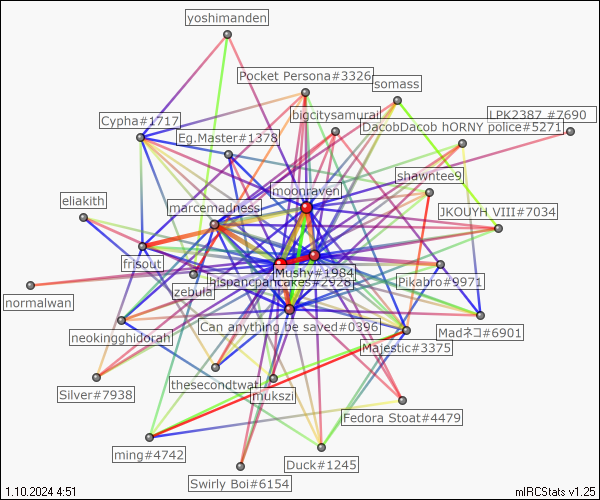 yoshimanden
Pocket Persona#3326
somass
bigcitysamurai
LPK2387 #7690
Cypha#1717
DacobDacob hORNY police#5271
Eg.Master#1378
shawntee9
moonraven
eliakith
marcemadness
JKOUYH VIII#7034
frisout
Mushy#1984
hispancpancakes#2928
Pikabro#9971
zebula
normalwan
Can anything be saved#0396
Madネコ#6901
neokingghidorah
Majestic#3375
thesecondtwat
Silver#7938
mukszi
Fedora Stoat#4479
ming#4742
Duck#1245
Swirly Boi#6154
1.10.2024 4:51
mIRCStats v1.25